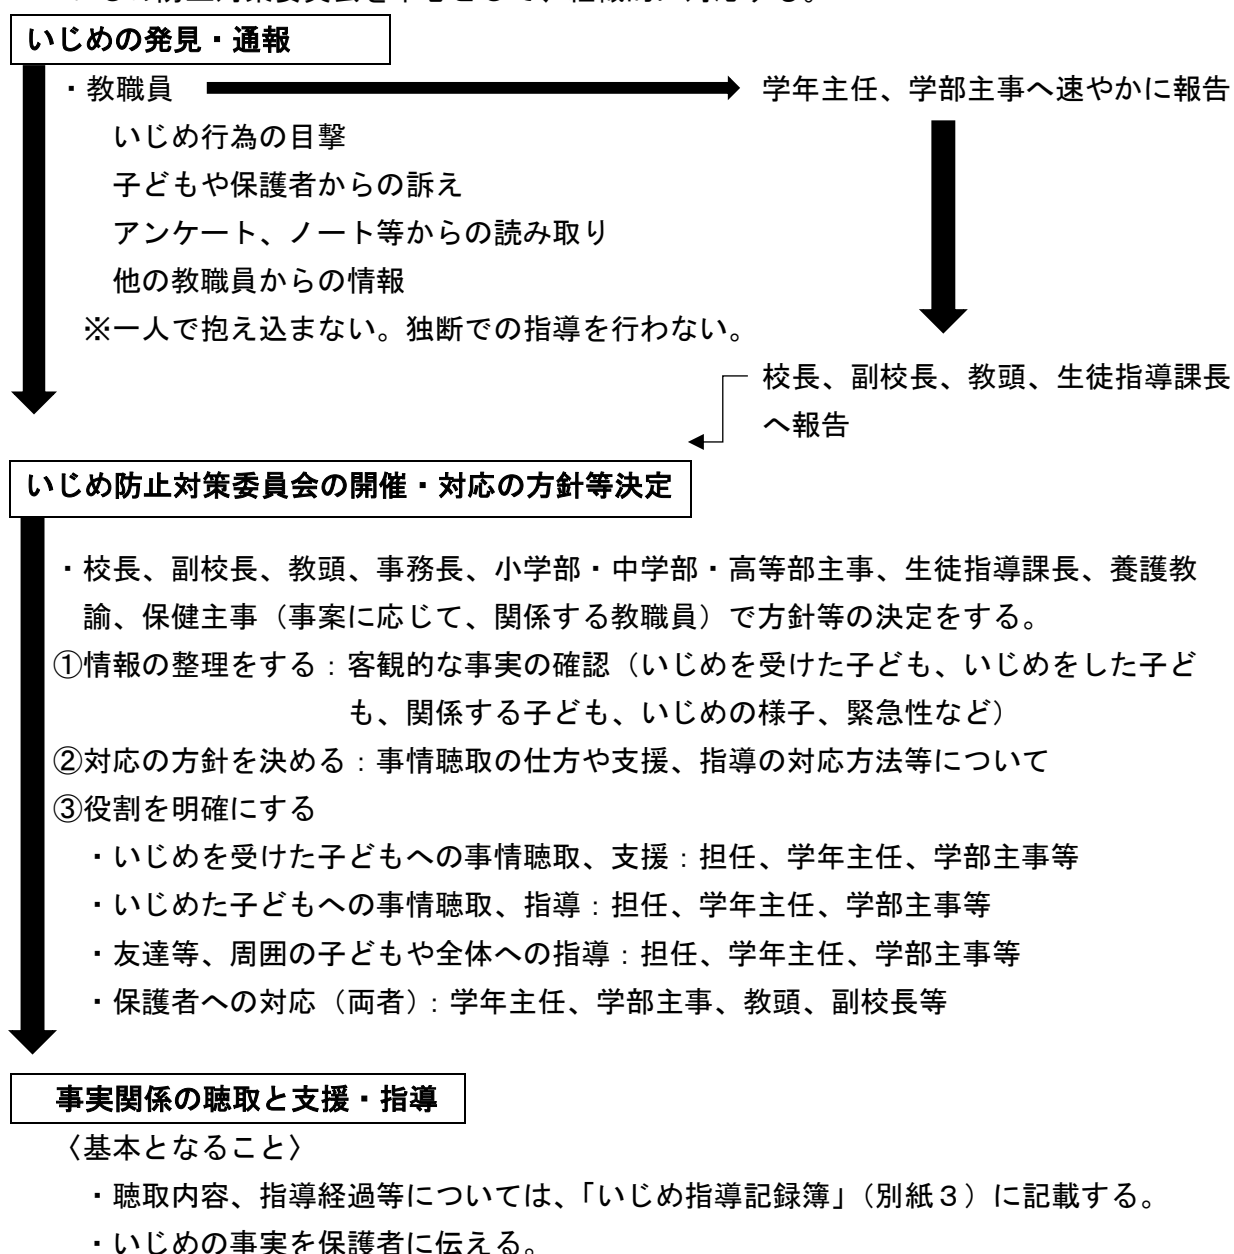 いじめの発見・通報
・教職員 学年主任、学部主事へ速やかに報告
いじめ行為の目撃
子どもや保護者からの訴え
アンケート、ノート等からの読み取り
他の教職員からの情報
※一人で抱え込まない。独断での指導を行わない。
校長、副校長、教頭、生徒指導課長
へ報告
いじめ防止対策委員会の開催・対応の方針等決定
・校長、副校長、教頭、事務長、小学部・中学部・高等部主事、生徒指導課長、養護教
諭、保健主事（事案に応じて、関係する教職員）で方針等の決定をする。
①情報の整理をする：客観的な事実の確認（いじめを受けた子ども、いじめをした子ど
も、関係する子ども、いじめの様子、緊急性など）
②対応の方針を決める：事情聴取の仕方や支援、指導の対応方法等について
③役割を明確にする
・いじめを受けた子どもへの事情聴取、支援：担任、学年主任、学部主事等
・いじめた子どもへの事情聴取、指導：担任、学年主任、学部主事等
・友達等、周囲の子どもや全体への指導：担任、学年主任、学部主事等
・保護者への対応（両者）：学年主任、学部主事、教頭、副校長等
事実関係の聴取と支援・指導
〈基本となること〉
・聴取内容、指導経過等については、「いじめ指導記録簿」（別紙３）に記載する。
・いじめの事実を保護者に伝える。